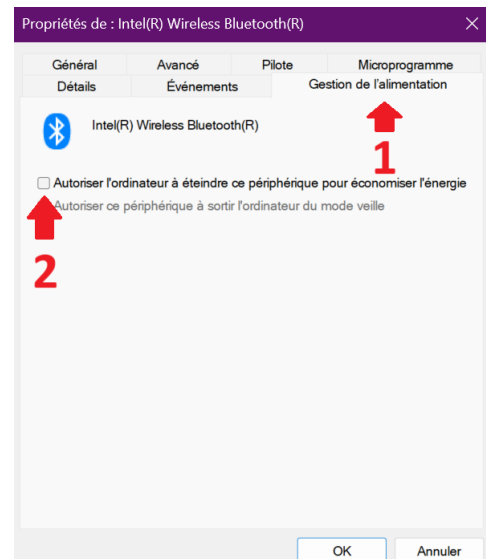 Propriétés de : Intel(R) Wireless Bluetooth(R)
Général Avancé Pilote Microprogramme
Détails Événements Gestion de l'alimentation
Intel(R) Wireless Bluetooth(R)
1
Autoriser l'ordinateur à éteindre ce périphérique pour économiser l'énergie
Autoriser ce périphérique à sortir l'ordinateur du mode veille
2
OK Annuler